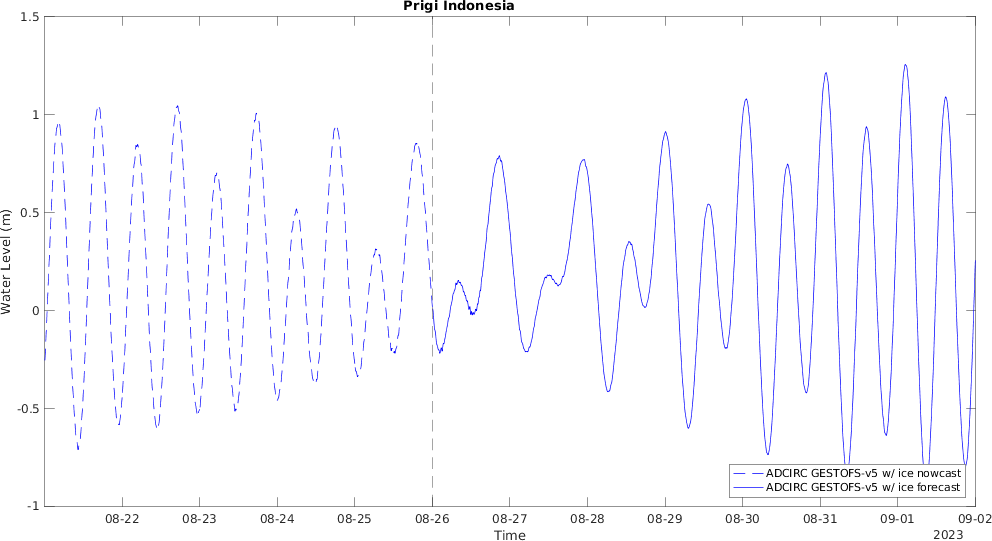 Prigi Indonesia
1.5
1
0.5
0
-0.5
-1
Water Level (m)
ADCIRC GESTOFS-v5 w/ ice nowcast
ADCIRC GESTOFS-v5 w/ ice forecast
08-22 08-23 08-24 08-25 08-26 08-27 08-28 08-29 08-30 08-31 09-01 09-02
Time
2023